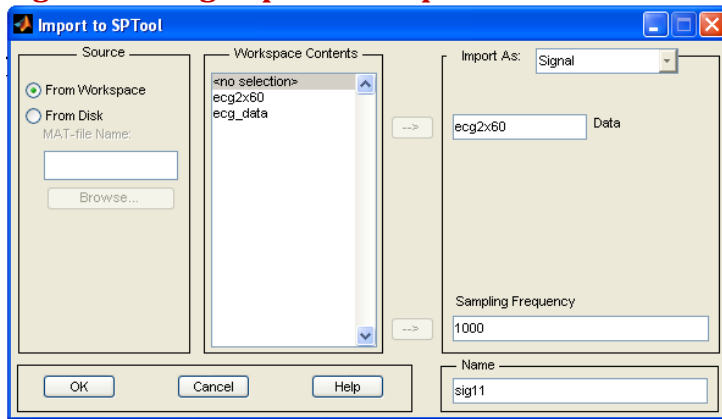 Import to SPTool
Source
From Workspace
From Disk
MAT-file Name:
Browse...
Workspace Contents
<no selection>
ecg2x60
ecg_data
-->
-->
Import As:
Signal
ecg2x60
Data
Sampling Frequency
1000
Name
sig11
OK
Cancel
Help